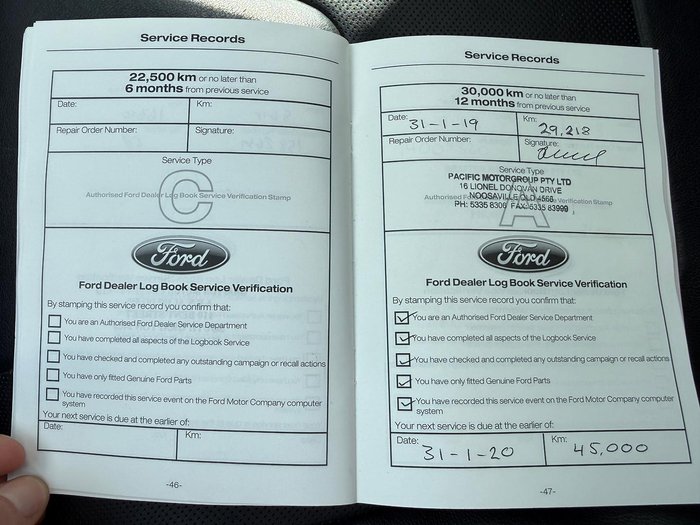 Service Records
22,500 km or no later than
6 months from previous service
Date:
Km:
Repair Order Number:
Signature:
Service Type
C
Authorised Ford Dealer Log Book Service Verification Stamp
Ford
Ford Dealer Log Book Service Verification
By stamping this service record you confirm that:
You are an Authorised Ford Dealer Service Department
You have completed all aspects of the Logbook Service
You have checked and completed any outstanding campaign or recall actions
You have only fitted Genuine Ford Parts
You have recorded this service event on the Ford Motor Company computer
system
Your next service is due at the earlier of:
Date:
Km:
-46-
Service Records
30,000 km or no later than
12 months from previous service
Date: 31-1-19
Km: 29,213
Repair Order Number:
Signature:
Service Type
PACIFIC MOTORGROUP PTY LTD
16 LIONEL DONOVAN DRIVE
NOOSAVILLE QLD 4566
Authorised Verification Stamp
PH: 5335 8306 FAX: 5335 83999
A
Ford
Ford Dealer Log Book Service Verification
By stamping this service record you confirm that:
You are an Authorised Ford Dealer Service Department
You have completed all aspects of the Logbook Service
You have checked and completed any outstanding campaign or recall actions
You have only fitted Genuine Ford Parts
You have recorded this service event on the Ford Motor Company computer
system
Your next service is due at the earlier of:
Date: 31-1-20
Km: 45,000
-47-